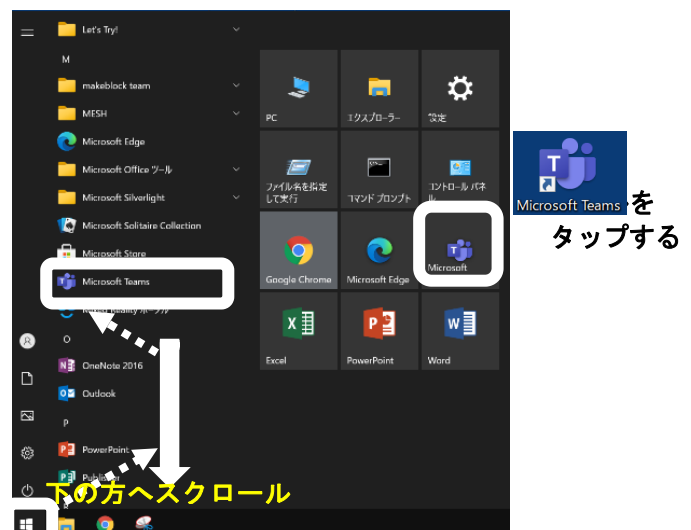 Let's Try!
M
makeblock team
MESH
Microsoft Edge
Microsoft Office ツール
Microsoft Silverlight
Microsoft Solitaire Collection
Microsoft Store
Microsoft Teams
O
OneNote 2016
Outlook
P
PowerPoint
Publisher
PC
エクスプローラー
設定
ファイル名を指定
して実行
コマンド プロンプト
コントロール パネ
ル
Google Chrome
Microsoft Edge
Microsoft
Excel
PowerPoint
Word
Microsoft Teams
を
タップする
下の方へスクロール